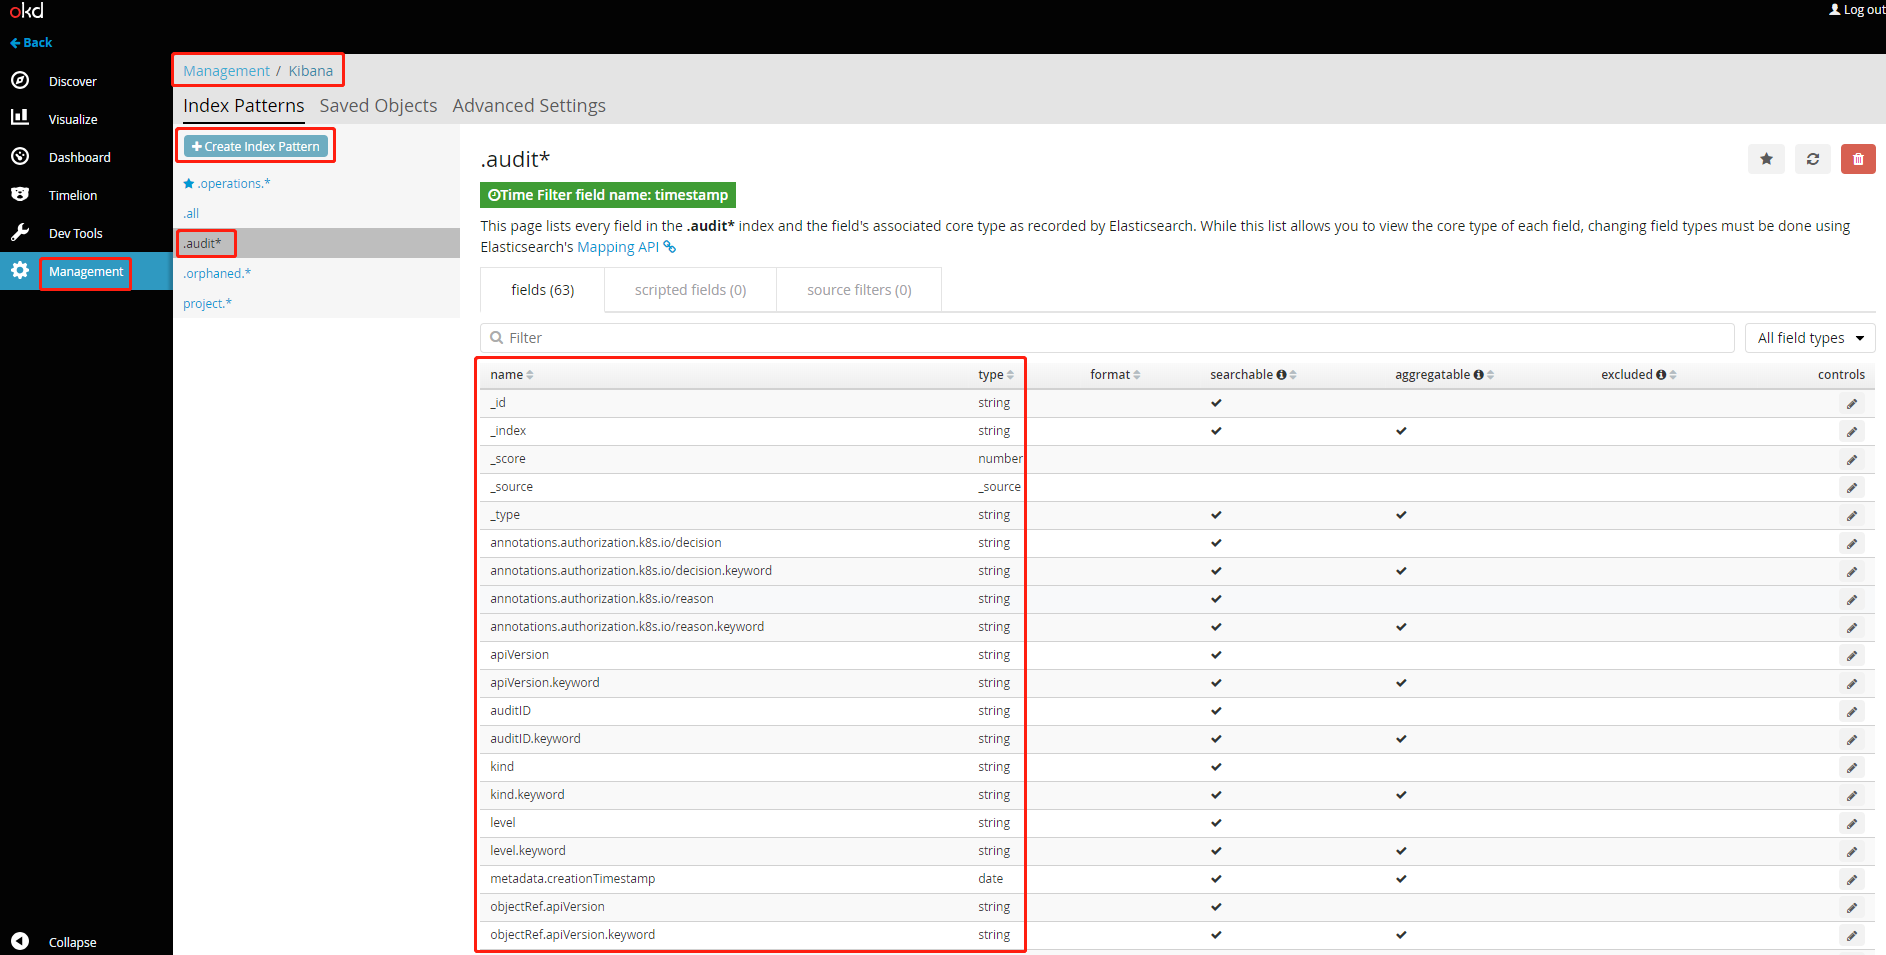 okd
Log out
Back
Discover
Visualize
Dashboard
Timelion
Dev Tools
Management
Collapse
Management / Kibana
Index Patterns Saved Objects Advanced Settings
Create Index Pattern
.operations.*
.all
.audit*
.orphaned.*
project.*
.audit*
Time Filter field name: timestamp
This page lists every field in the .audit* index and the field's associated core type as recorded by Elasticsearch. While this list allows you to view the core type of each field, changing field types must be done using
Elasticsearch's Mapping API
fields (63) scripted fields (0) source filters (0)
Filter All field types
name type format searchable aggregatable excluded controls
_id string
_index string
_score number
_source _source
_type string
annotations.authorization.k8s.io/decision string
annotations.authorization.k8s.io/decision.keyword string
annotations.authorization.k8s.io/reason string
annotations.authorization.k8s.io/reason.keyword string
apiVersion string
apiVersion.keyword string
auditID string
auditID.keyword string
kind string
kind.keyword string
level string
level.keyword string
metadata.creationTimestamp date
objectRef.apiVersion string
objectRef.apiVersion.keyword string